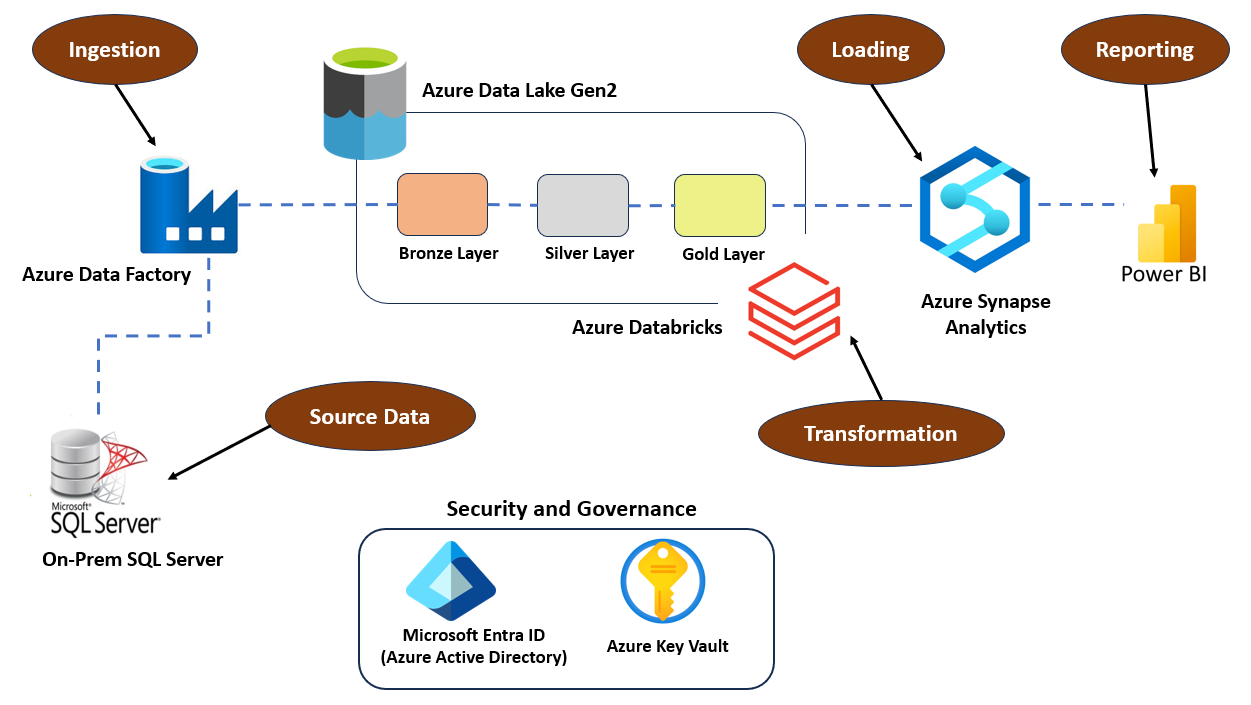 Ingestion
Loading
Reporting
Azure Data Lake Gen2
Bronze Layer
Silver Layer
Gold Layer
Azure Data Factory
Power BI
Azure Synapse
Analytics
Azure Databricks
Source Data
Transformation
Microsoft®
SQL Server®
On-Prem SQL Server
Security and Governance
Microsoft Entra ID
(Azure Active Directory)
Azure Key Vault